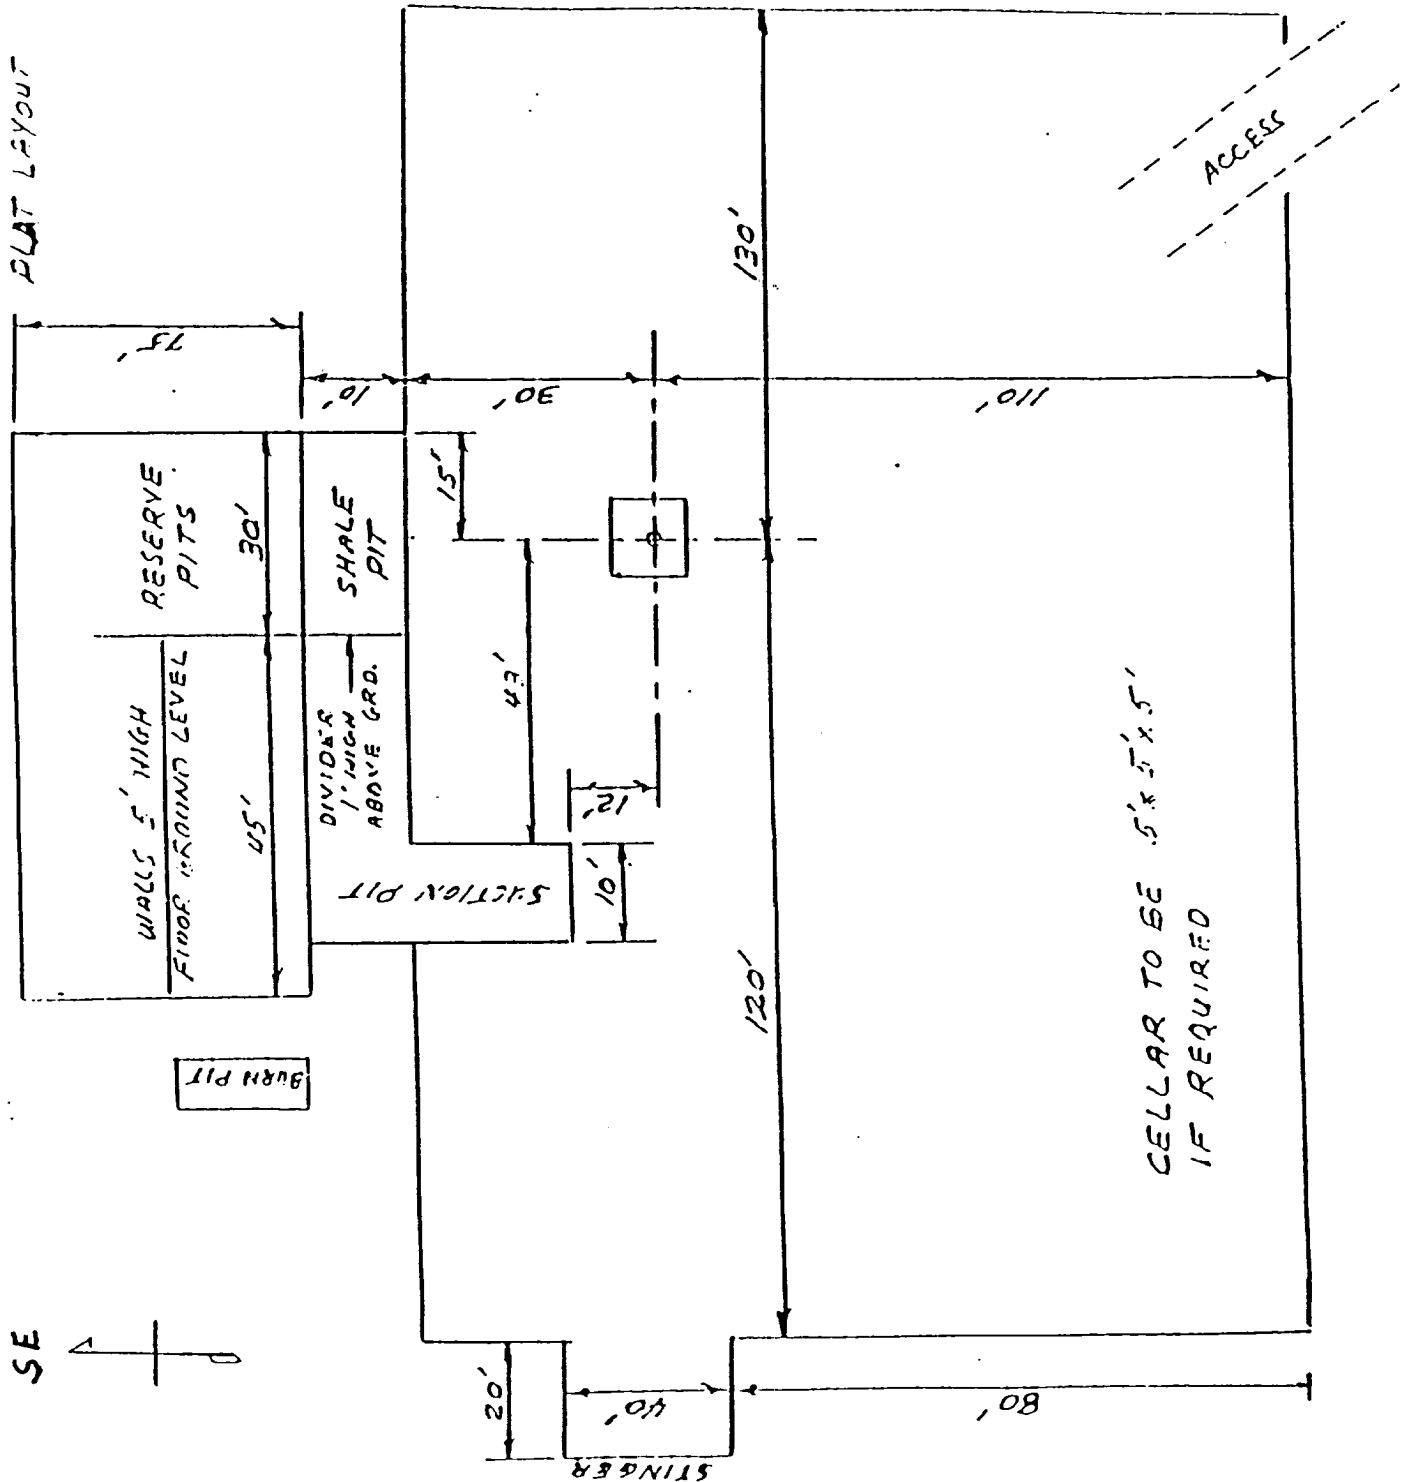 PLAT LAYOUT
75'
10'
30'
110'
130'
ACCESS
RESERVE
PITS
30'
SHALE
PIT
15'
WALLS 5' HIGH
FLOOR GROUND LEVEL
45'
DIVIDER
1' HIGH
ABOVE GRD.
47'
12'
SUCTION PIT
10'
BURN PIT
120'
CELLAR TO BE 5' x 5' x 5'
IF REQUIRED
SE
20'
40'
80'
STINGER